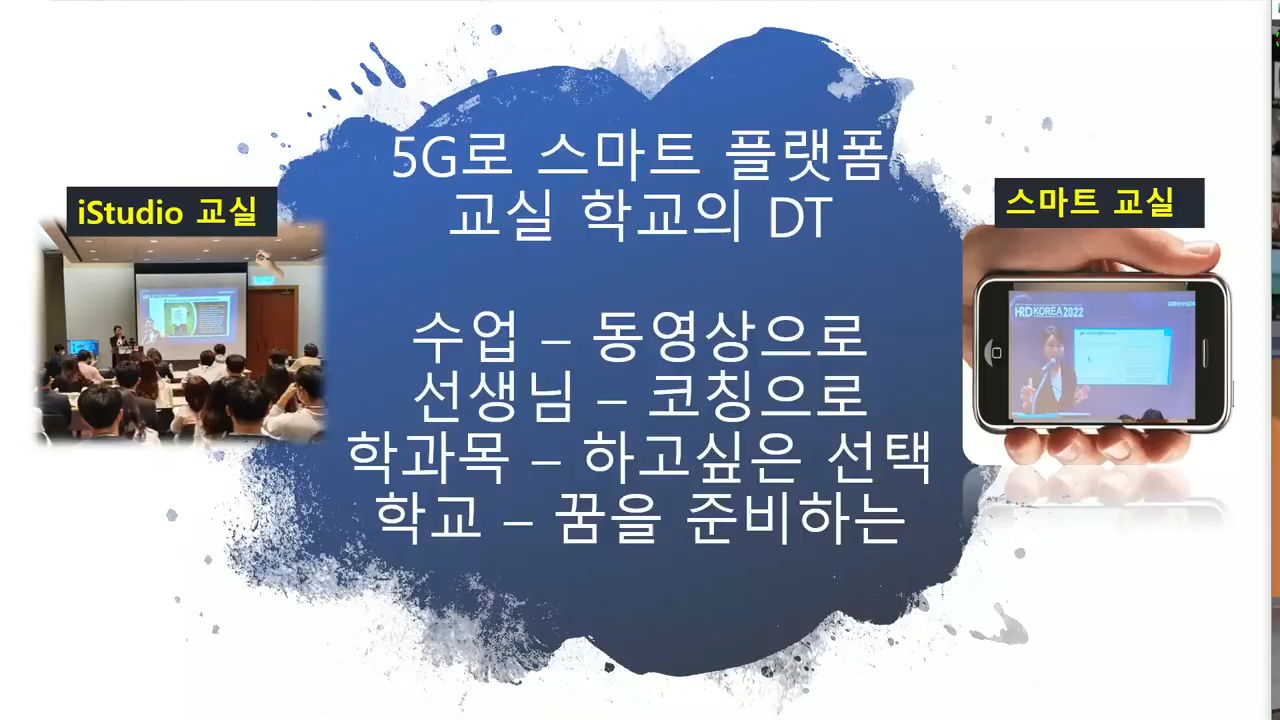 5G로 스마트 플랫폼
교실 학교의 DT
iStudio 교실
스마트 교실
수업 – 동영상으로
선생님 – 코칭으로
학과목 – 하고싶은 선택
학교 – 꿈을 준비하는
HRD KOREA 2022